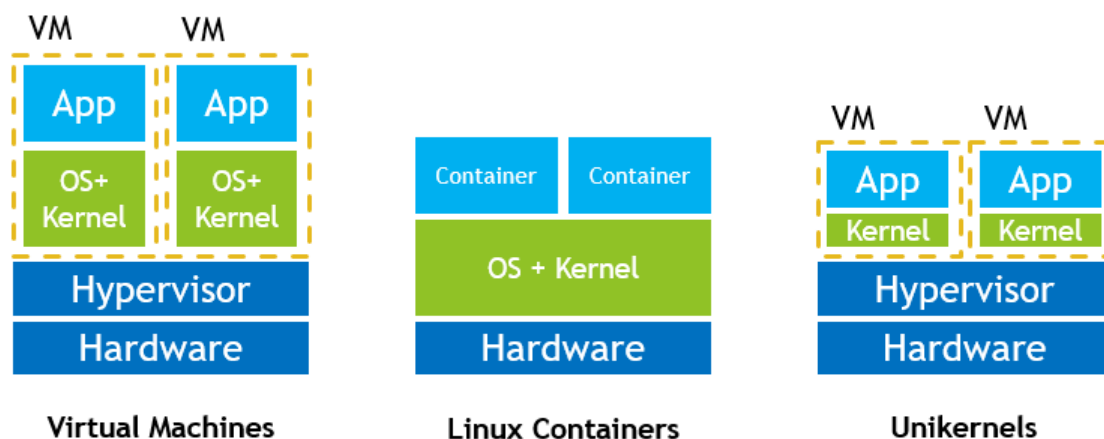 VM
VM
App
App
OS+
Kernel
OS+
Kernel
Hypervisor
Hardware
Virtual Machines
Container
Container
OS + Kernel
Hardware
Linux Containers
VM
VM
App
App
Kernel
Kernel
Hypervisor
Hardware
Unikernels